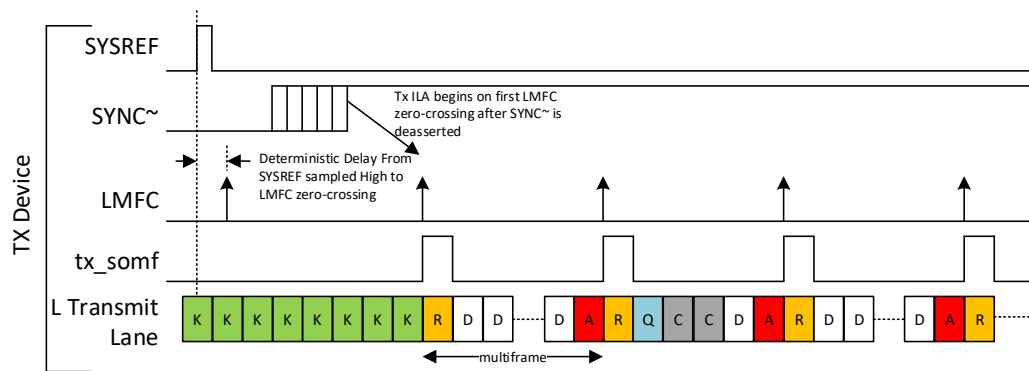 TX Device
SYSREF
SYNC~
Tx ILA begins on first LMFC
zero-crossing after SYNC~ is
deasserted
Deterministic Delay From
SYSREF sampled High to
LMFC zero-crossing
LMFC
tx_somf
L Transmit
Lane
K K K K K K K K R D D D A R Q C C D A R D D D A R
multiframe